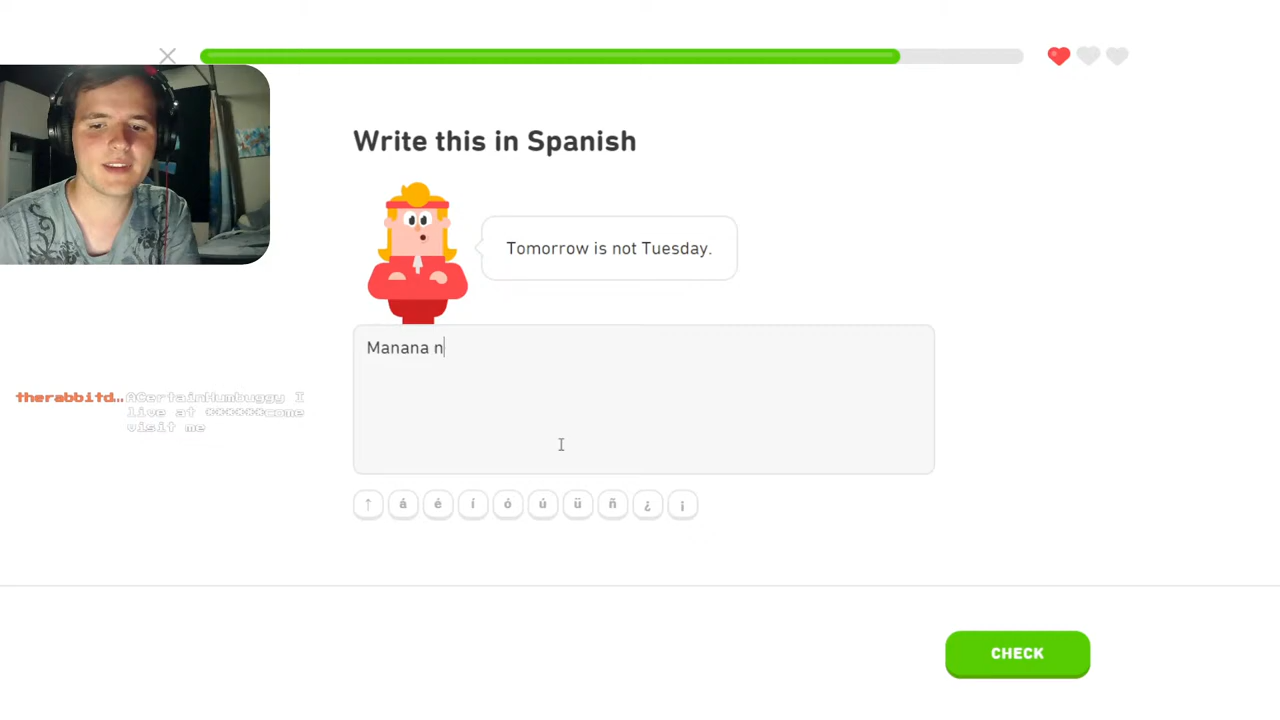 Write this in Spanish
Tomorrow is not Tuesday.
Manana n
therabbitd… ACertainHumbuggy I
live at ******come
visit me
↑ á é í ó ú ü ñ ¿ ¡
CHECK